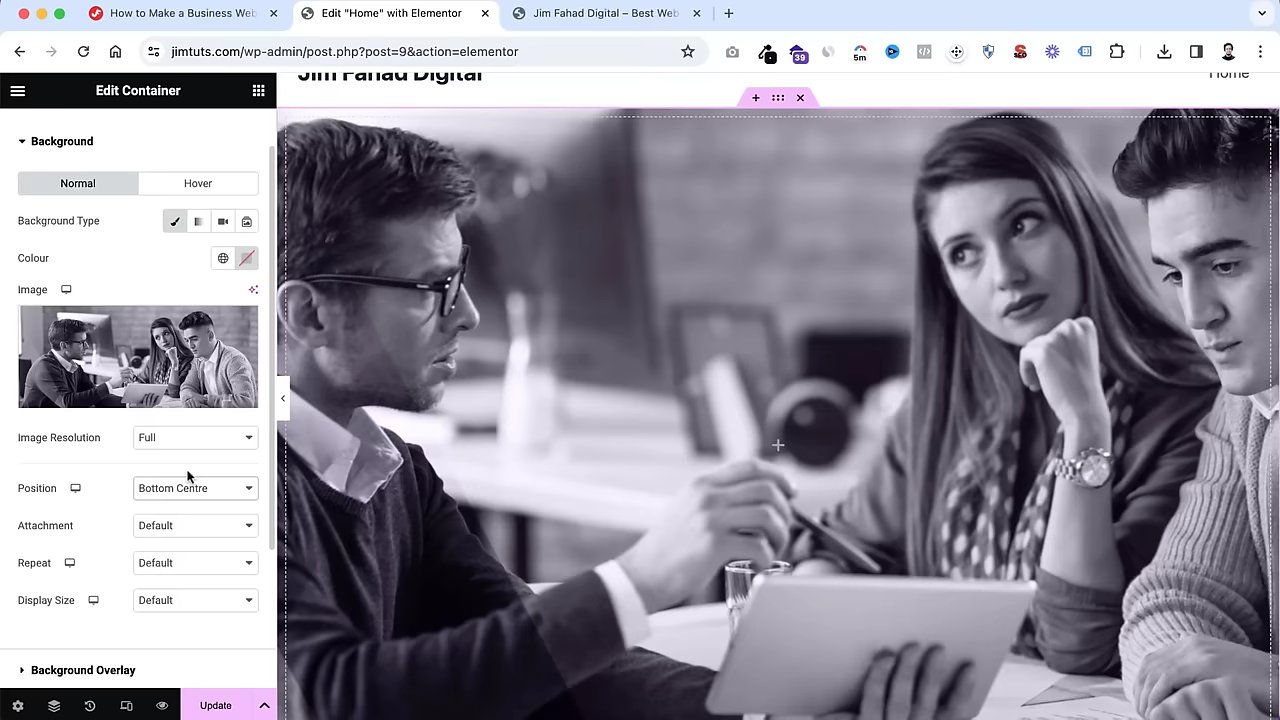 How to Make a Business Web
Edit "Home" with Elementor
Jim Fahad Digital – Best Web
jimtuts.com/wp-admin/post.php?post=9&action=elementor
39
5m
Edit Container
Jim Fahad Digital
Home
Background
Normal
Hover
Background Type
Colour
Image
Image Resolution
Full
Position
Bottom Centre
Attachment
Default
Repeat
Default
Display Size
Default
Background Overlay
Update